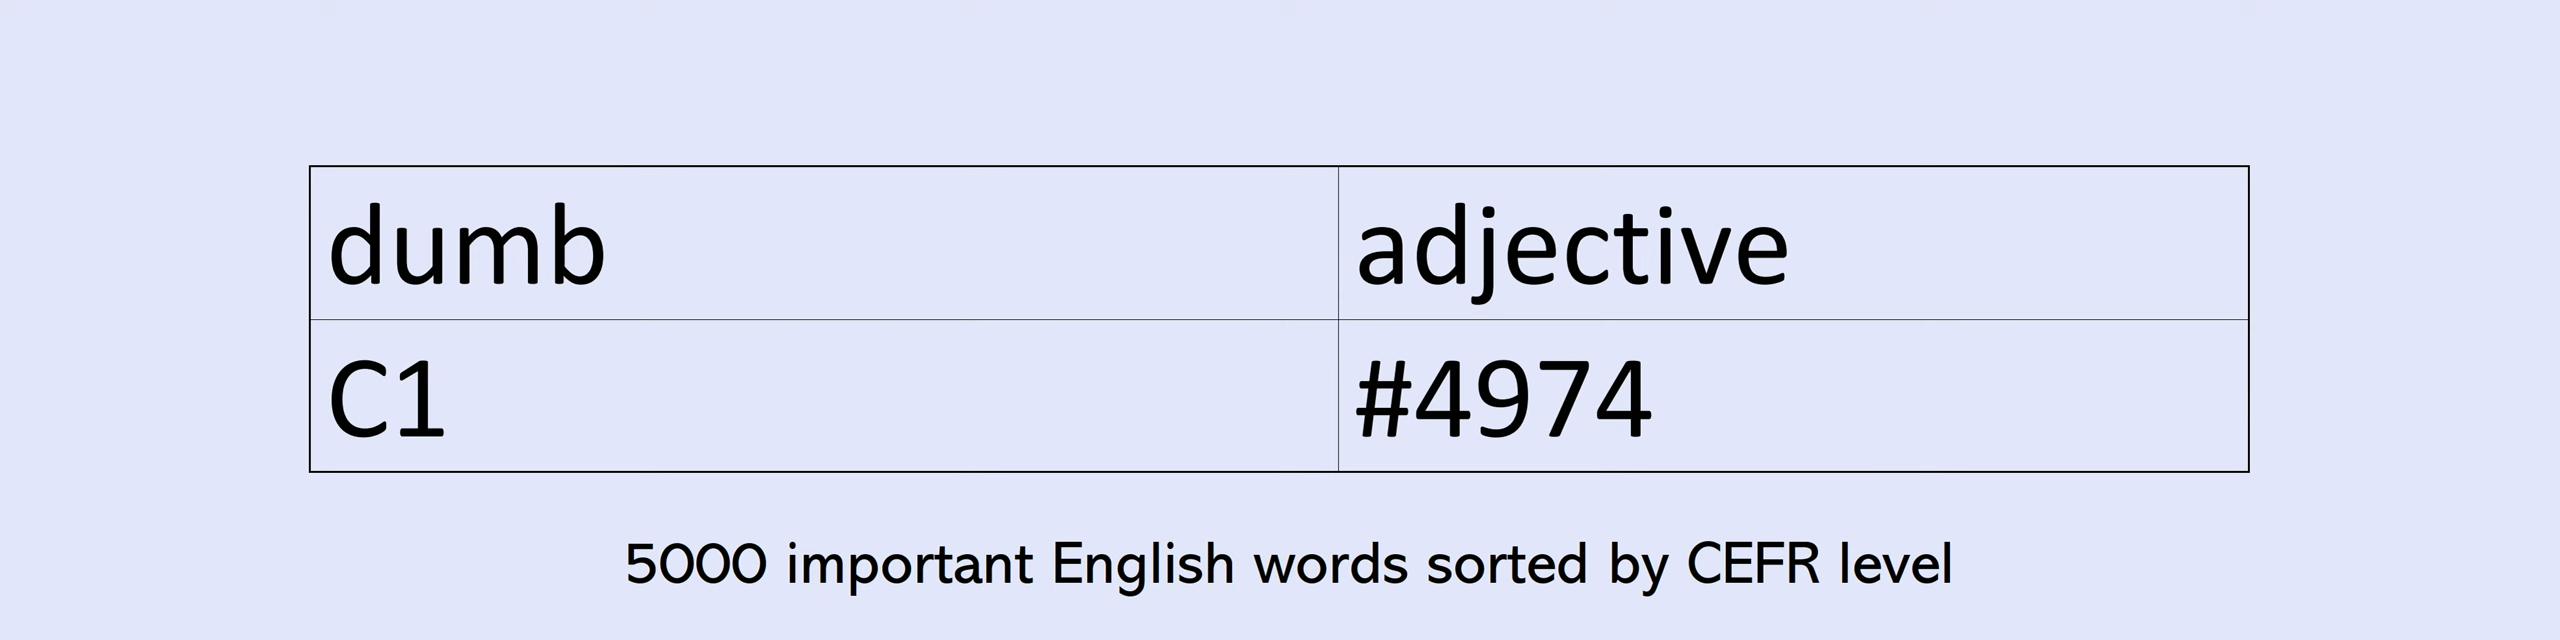 dumb adjective
C1 #4974
5000 important English words sorted by CEFR level